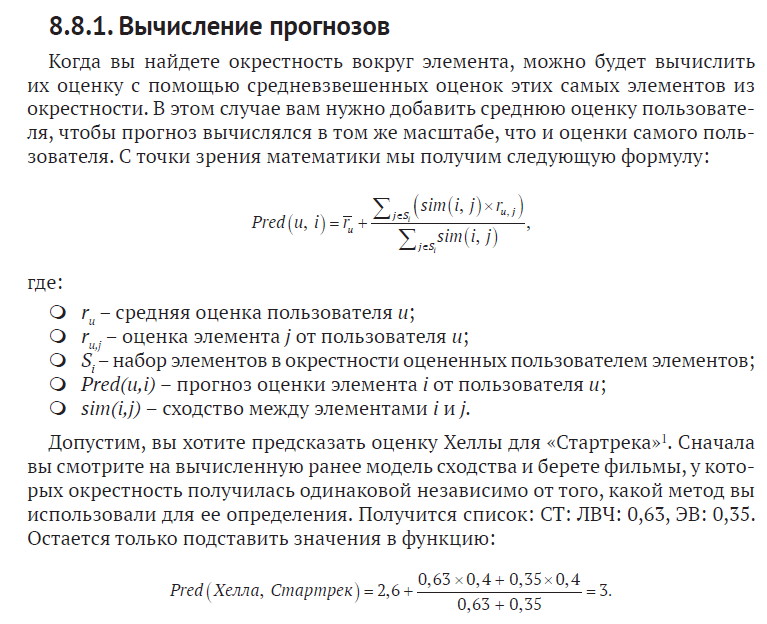 8.8.1. Вычисление прогнозов
Когда вы найдете окрестность вокруг элемента, можно будет вычислить
их оценку с помощью средневзвешенных оценок этих самых элементов из
окрестности. В этом случае вам нужно добавить среднюю оценку пользовате-
ля, чтобы прогноз вычислялся в том же масштабе, что и оценки самого поль-
зователя. С точки зрения математики мы получим следующую формулу:
Pred(u, i) = r̅_u + ∑_{j∈S_i}(sim(i, j) × r_{u, j}) / ∑_{j∈S_i} sim(i, j),
где:
❍ r_u – средняя оценка пользователя u;
❍ r_{u,j} – оценка элемента j от пользователя u;
❍ S_i – набор элементов в окрестности оцененных пользователем элементов;
❍ Pred(u,i) – прогноз оценки элемента i от пользователя u;
❍ sim(i,j) – сходство между элементами i и j.
Допустим, вы хотите предсказать оценку Хеллы для «Стартрека»¹. Сначала
вы смотрите на вычисленную ранее модель сходства и берете фильмы, у кото-
рых окрестность получилась одинаковой независимо от того, какой метод вы
использовали для ее определения. Получится список: СТ: ЛВЧ: 0,63, ЭВ: 0,35.
Остается только подставить значения в функцию:
Pred(Хелла, Стартрек) = 2,6 + (0,63 × 0,4 + 0,35 × 0,4) / (0,63 + 0,35) = 3.